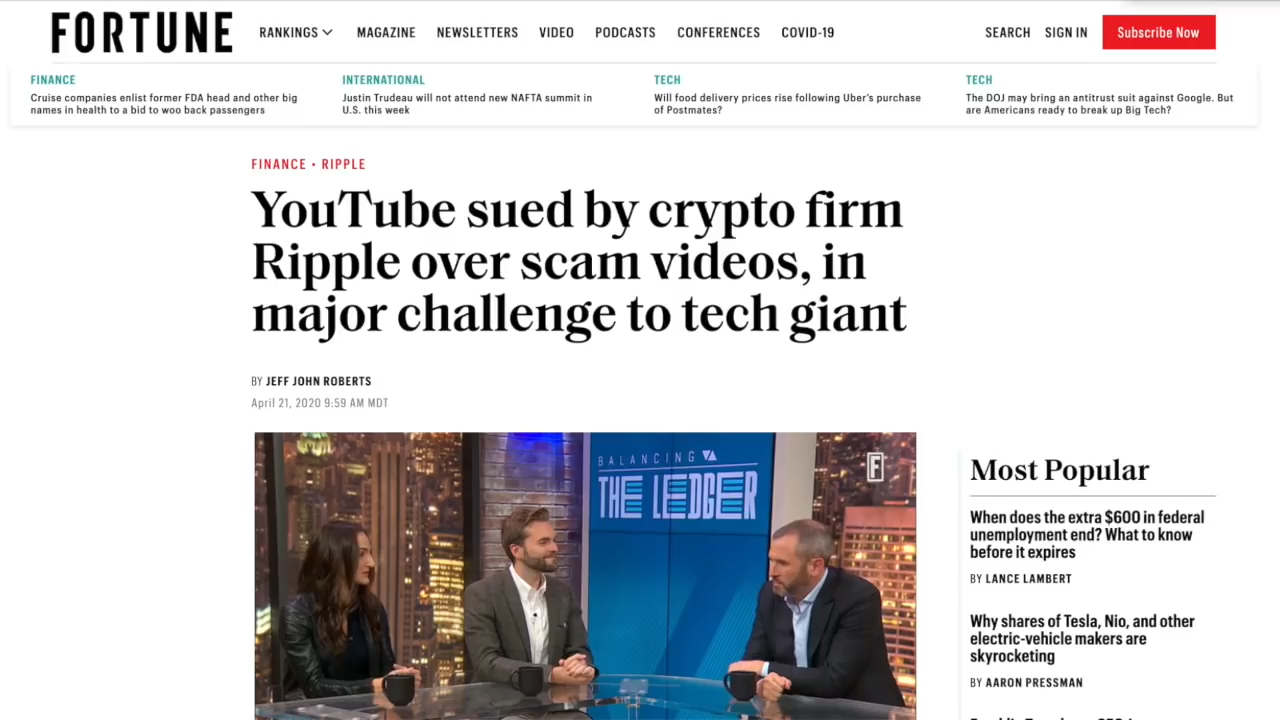 FORTUNE
RANKINGS MAGAZINE NEWSLETTERS VIDEO PODCASTS CONFERENCES COVID-19 SEARCH SIGN IN Subscribe Now
FINANCE
Cruise companies enlist former FDA head and other big
names in health to a bid to woo back passengers
INTERNATIONAL
Justin Trudeau will not attend new NAFTA summit in
U.S. this week
TECH
Will food delivery prices rise following Uber's purchase
of Postmates?
TECH
The DOJ may bring an antitrust suit against Google. But
are Americans ready to break up Big Tech?
FINANCE • RIPPLE
YouTube sued by crypto firm
Ripple over scam videos, in
major challenge to tech giant
BY JEFF JOHN ROBERTS
April 21, 2020 9:59 AM MDT
BALANCING
THE LEDGER
F
Most Popular
When does the extra $600 in federal
unemployment end? What to know
before it expires
BY LANCE LAMBERT
Why shares of Tesla, Nio, and other
electric-vehicle makers are
skyrocketing
BY AARON PRESSMAN